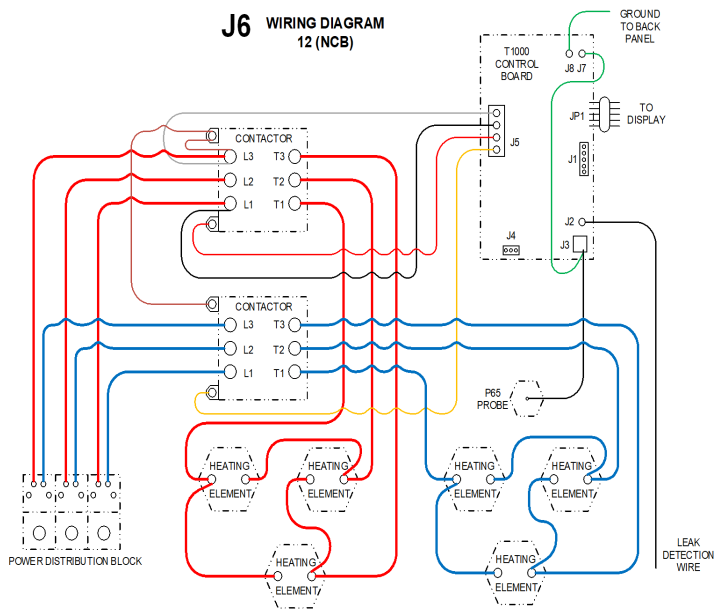 J6 WIRING DIAGRAM
12 (NCB)
GROUND
TO BACK
PANEL
T1000
CONTROL
BOARD
J8 J7
JP1
TO
DISPLAY
J5
J1
J2
J3
J4
CONTACTOR
L3 T3
L2 T2
L1 T1
CONTACTOR
L3 T3
L2 T2
L1 T1
P65
PROBE
HEATING
ELEMENT
HEATING
ELEMENT
HEATING
ELEMENT
HEATING
ELEMENT
HEATING
ELEMENT
HEATING
ELEMENT
POWER DISTRIBUTION BLOCK
LEAK
DETECTION
WIRE